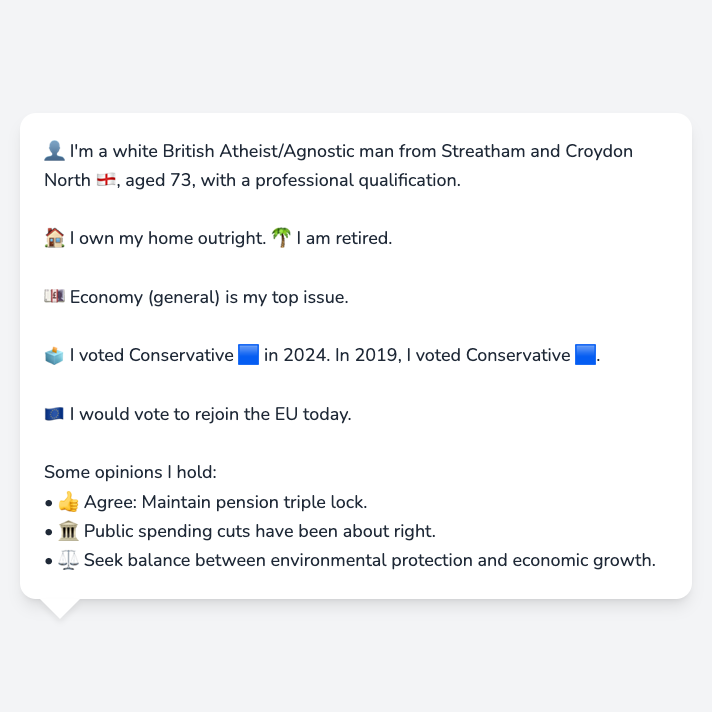 👤 I'm a white British Atheist/Agnostic man from Streatham and Croydon
North 🏴󠁧󠁢󠁥󠁮󠁧󠁿, aged 73, with a professional qualification.
🏠 I own my home outright. 🌴 I am retired.
💷 Economy (general) is my top issue.
🗳️ I voted Conservative 🟦 in 2024. In 2019, I voted Conservative 🟦.
🇪🇺 I would vote to rejoin the EU today.
Some opinions I hold:
• 👍 Agree: Maintain pension triple lock.
• 🏛️ Public spending cuts have been about right.
• ⚖️ Seek balance between environmental protection and economic growth.